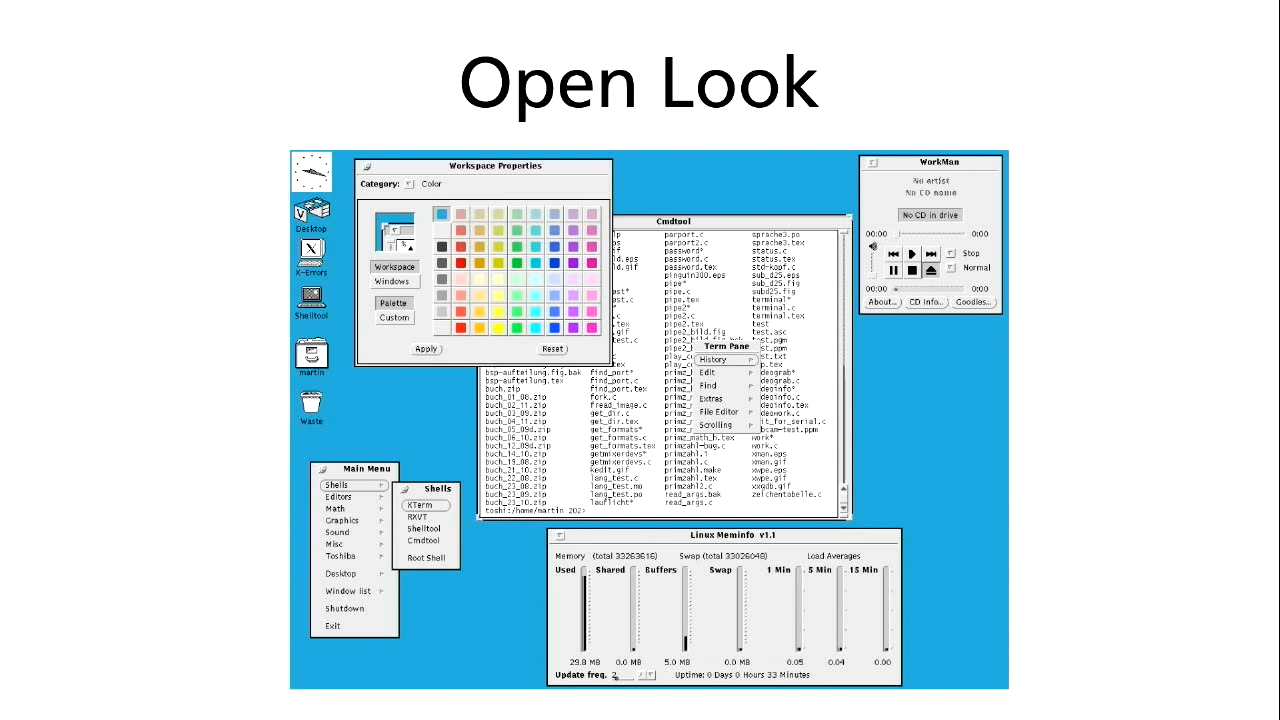 Open Look
Workspace Properties
Category: Color
Workspace
Windows
Palette
Custom
Apply Reset
WorkMan
No artist
No CD name
No CD in drive
00:00 0:00
Stop
Normal
00:00 0:00
About... CD Info... Goodies...
Desktop
X-Errors
Shelltool
martin
Waste
Cmdtool
parport.c sprache3.po
parport2.c sprache3.tex
password* status.c
password.c status.tex
password.tex std-kopf.c
pinguin300.eps sub_d25.eps
pipe* sub_d25.fig
pipe.c subd25.fig
pipe.tex terminal*
pipe2* terminal.c
pipe2.c terminal.tex
pipe2.tex test
pipe2_bild.fig test.asc
Term Pane
History
Edit
Find
Extras
File Editor
Scrolling
bsp-aufteilung.fig.bak find_port*
bsp-aufteilung.tex find_port.c
buch.zip find_port.tex
buch_01_08.zip fork.c
buch_02_11.zip fread_image.c
buch_03_08.zip get_dir.c
buch_04_11.zip get_dir.tex
buch_05_09d.zip get_formats*
buch_06_10.zip get_formats.c primz_math_h.tex work*
buch_12_09d.zip get_formats.tex primzahl-bug.c work.c
buch_14_10.zip getmixerdevs* primzahl.i xman.eps
buch_19_08.zip getmixerdevs.c primzahl.c xman.gif
buch_21_10.zip kedit.gif primzahl.make xwpe.eps
buch_22_08.zip lang_test.c primzahl.tex xwpe.gif
buch_23_08.zip lang_test.mo primzahl2.c xxgdb.gif
buch_23_09.zip lang_test.po read_args.bak zeichentabelle.c
buch_23_10.zip lauflicht* read_args.c
toshi:/home/martin 202>
Main Menu
Shells
Editors
Math
Graphics
Sound
Misc
Toshiba
Desktop
Window list
Shutdown
Exit
Shells
XTerm
RXVT
Shelltool
Cmdtool
Root Shell
Linux Meminfo v1.1
Memory (total 33263616) Swap (total 33026048) Load Averages
Used Shared Buffers Swap 1 Min 5 Min 15 Min
29.8 MB 0.0 MB 5.0 MB 0.0 MB 0.05 0.04 0.00
Update freq. 2 Uptime: 0 Days 0 Hours 33 Minutes